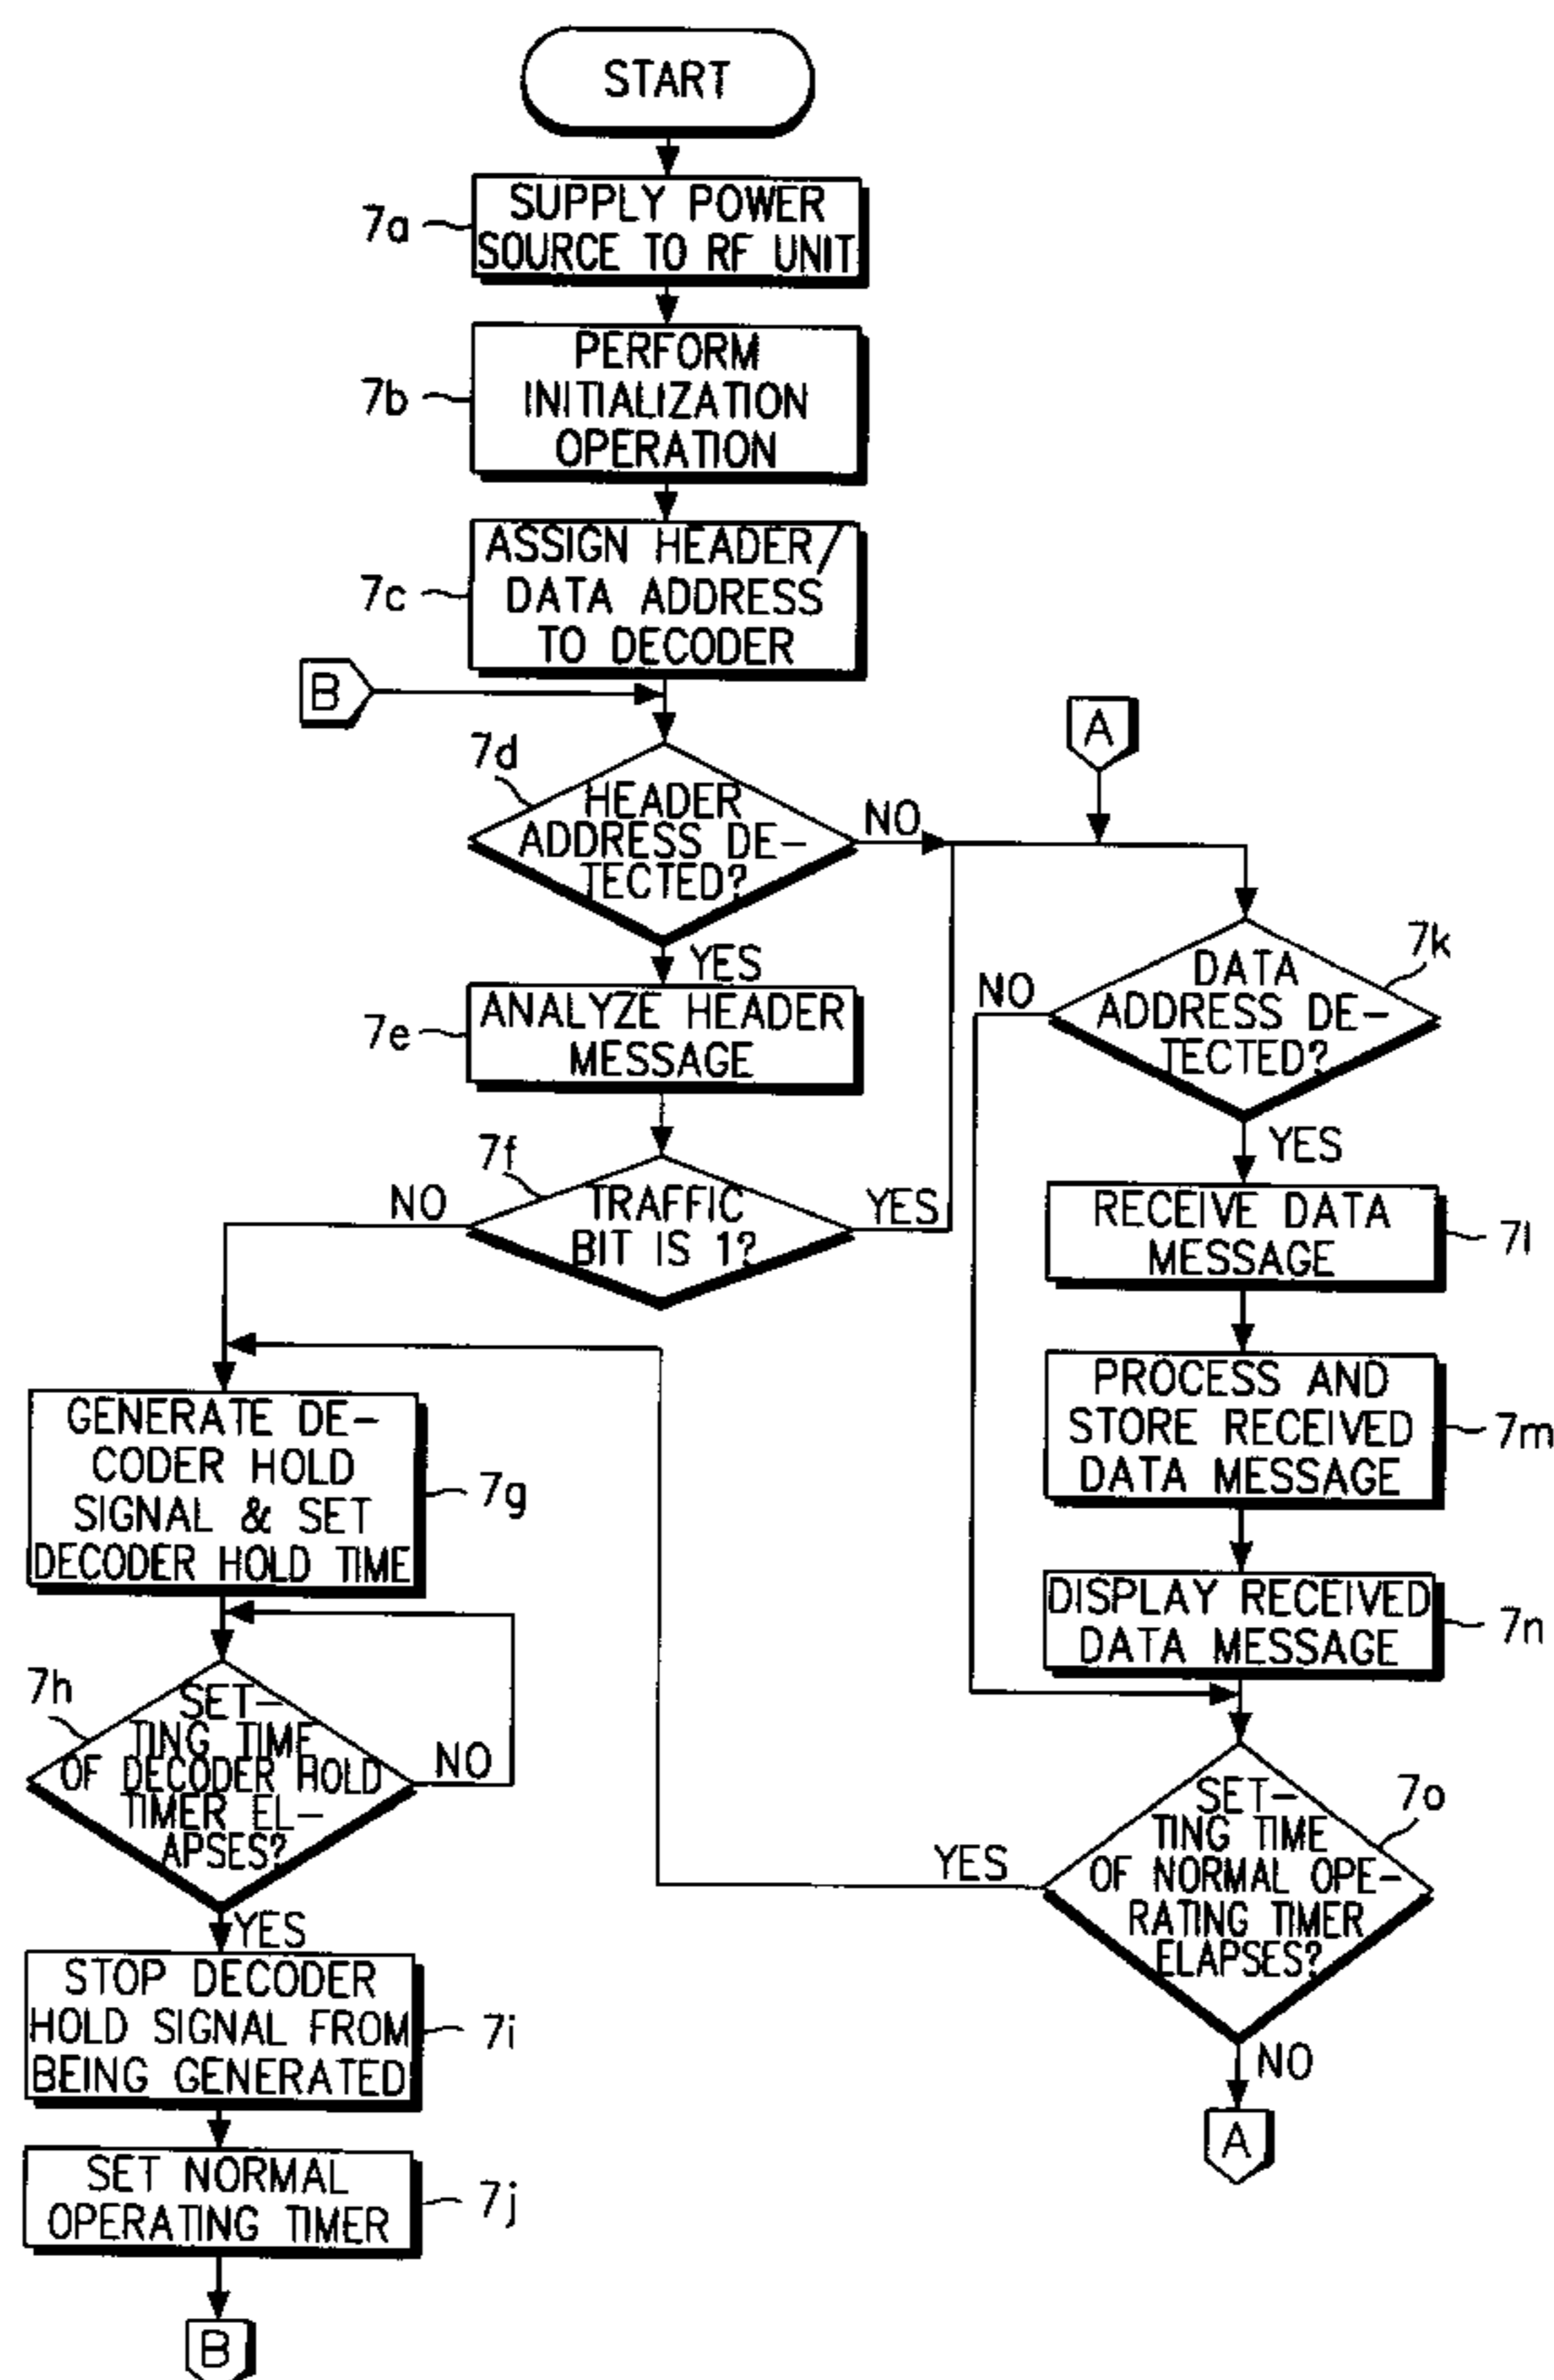 START
7a
SUPPLY POWER
SOURCE TO RF UNIT
7b
PERFORM
INITIALIZATION
OPERATION
7c
ASSIGN HEADER/
DATA ADDRESS
TO DECODER
B
A
7d
HEADER
ADDRESS DE-
TECTED?
NO
YES
7e
ANALYZE HEADER
MESSAGE
7f
TRAFFIC
BIT IS 1?
NO
YES
GENERATE DE-
CODER HOLD
SIGNAL & SET
DECODER HOLD TIME
7g
7h
SET-
TING TIME
OF DECODER HOLD
TIMER EL-
APSES?
NO
YES
STOP DECODER
HOLD SIGNAL FROM
BEING GENERATED
7i
SET NORMAL
OPERATING TIMER
7j
B
7k
DATA
ADDRESS DE-
TECTED?
NO
YES
RECEIVE DATA
MESSAGE
7l
PROCESS AND
STORE RECEIVED
DATA MESSAGE
7m
DISPLAY RECEIVED
DATA MESSAGE
7n
7o
SET-
TING TIME
OF NORMAL OPE-
RATING TIMER
ELAPSES?
YES
NO
A